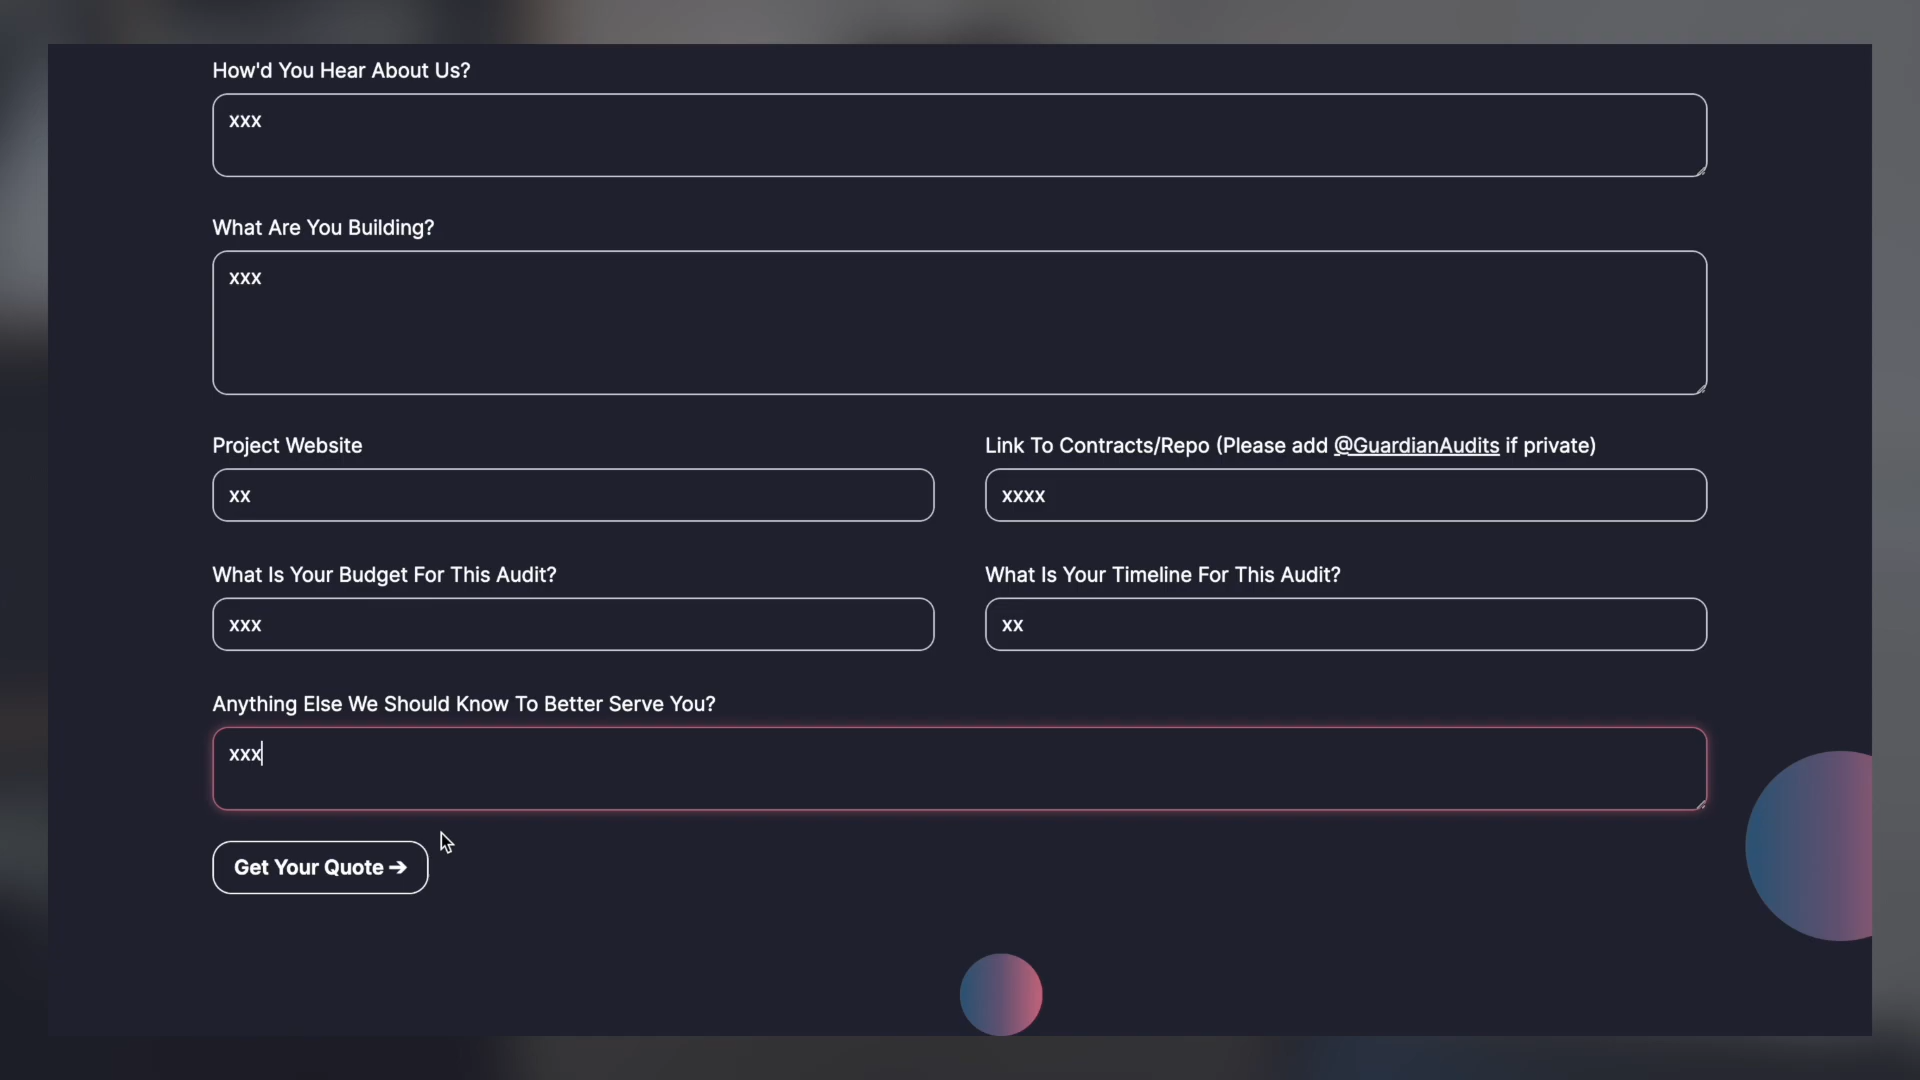 How'd You Hear About Us?
xxx
What Are You Building?
xxx
Project Website
xx
Link To Contracts/Repo (Please add @GuardianAudits if private)
xxxx
What Is Your Budget For This Audit?
xxx
What Is Your Timeline For This Audit?
xx
Anything Else We Should Know To Better Serve You?
xxx
Get Your Quote ➔